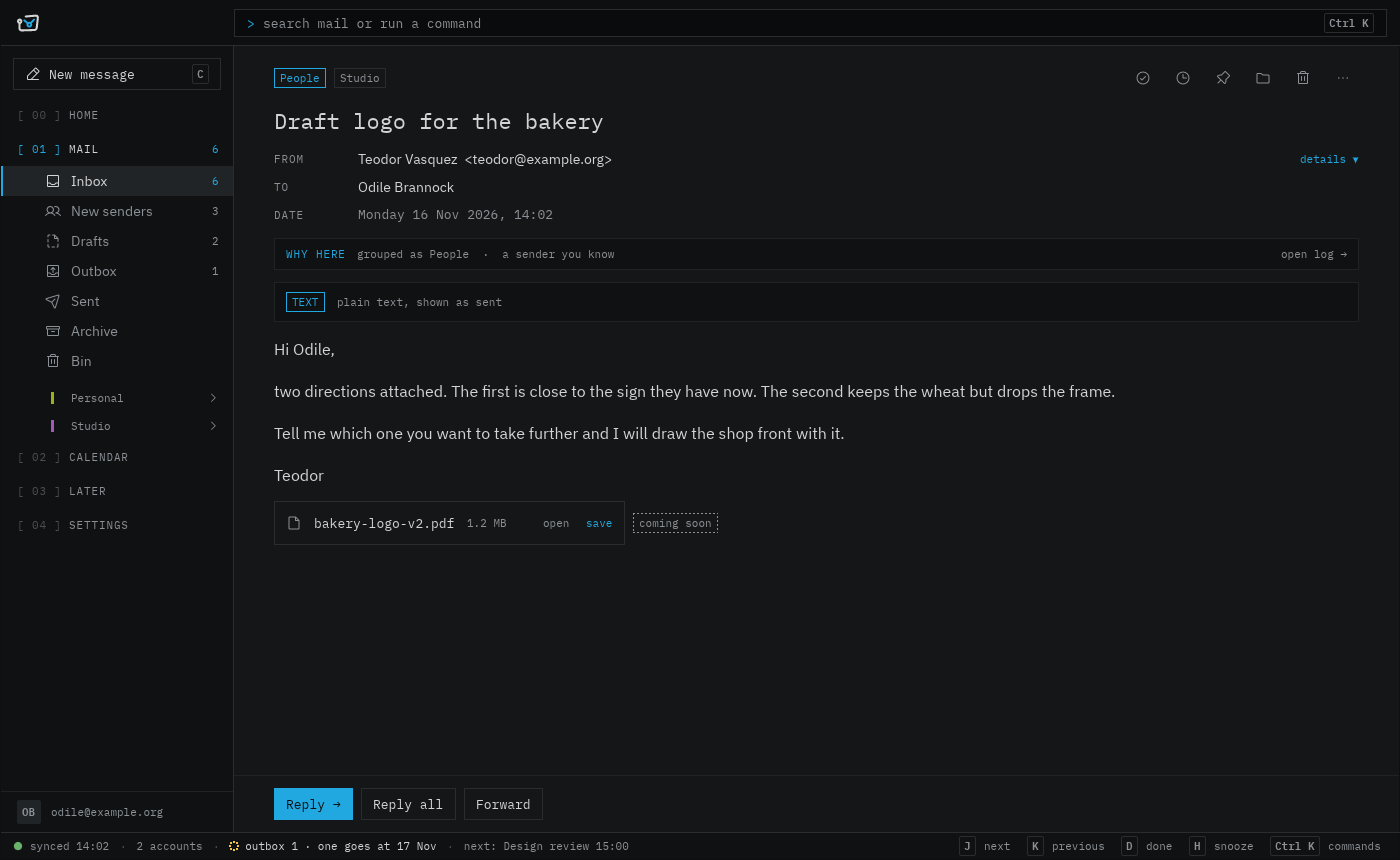 > search mail or run a command Ctrl K
New message C
[ 00 ] HOME
[ 01 ] MAIL 6
Inbox 6
New senders 3
Drafts 2
Outbox 1
Sent
Archive
Bin
Personal
Studio
[ 02 ] CALENDAR
[ 03 ] LATER
[ 04 ] SETTINGS
OB odile@example.org
People Studio
Draft logo for the bakery
FROM Teodor Vasquez <teodor@example.org> details ▾
TO Odile Brannock
DATE Monday 16 Nov 2026, 14:02
WHY HERE grouped as People · a sender you know open log →
TEXT plain text, shown as sent
Hi Odile,
two directions attached. The first is close to the sign they have now. The second keeps the wheat but drops the frame.
Tell me which one you want to take further and I will draw the shop front with it.
Teodor
bakery-logo-v2.pdf 1.2 MB open save coming soon
Reply → Reply all Forward
synced 14:02 · 2 accounts · outbox 1 · one goes at 17 Nov · next: Design review 15:00 J next K previous D done H snooze Ctrl K commands